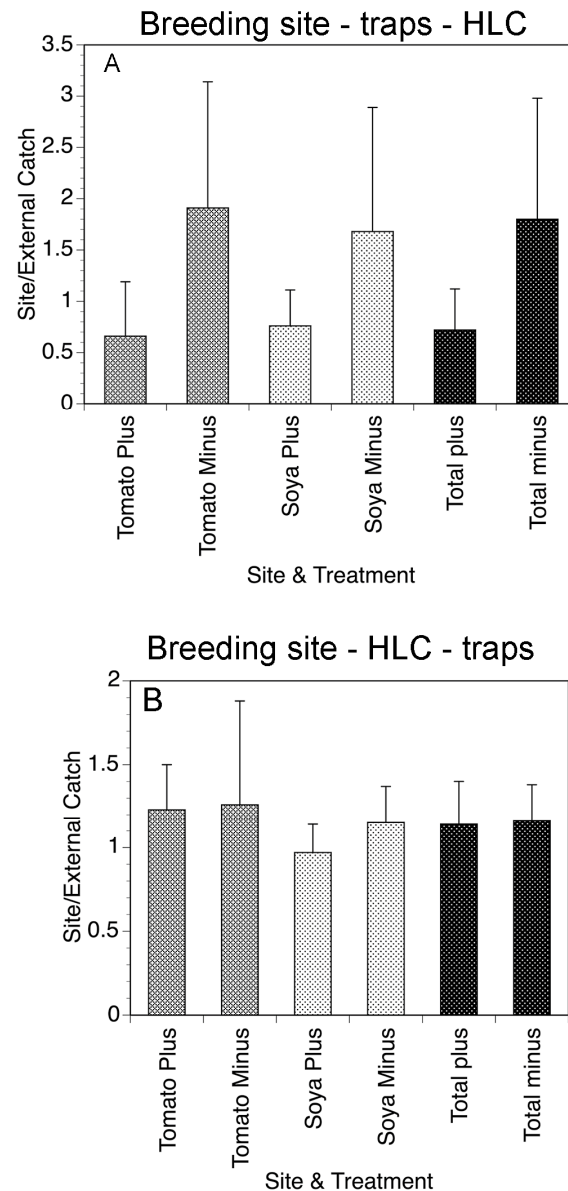 Breeding site - traps - HLC
A
Site/External Catch
3.5
3
2.5
2
1.5
1
0.5
0
Tomato Plus
Tomato Minus
Soya Plus
Soya Minus
Total plus
Total minus
Site & Treatment
Breeding site - HLC - traps
B
Site/External Catch
2
1.5
1
0.5
0
Tomato Plus
Tomato Minus
Soya Plus
Soya Minus
Total plus
Total minus
Site & Treatment